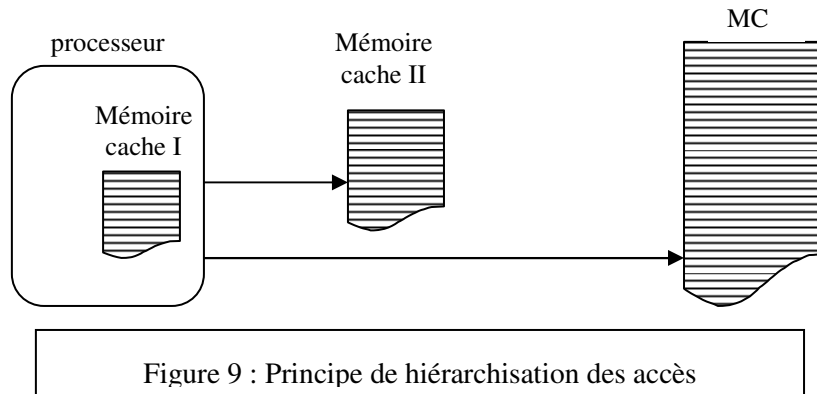 MC
processeur
Mémoire
cache II
Mémoire
cache I
Figure 9 : Principe de hiérarchisation des accès